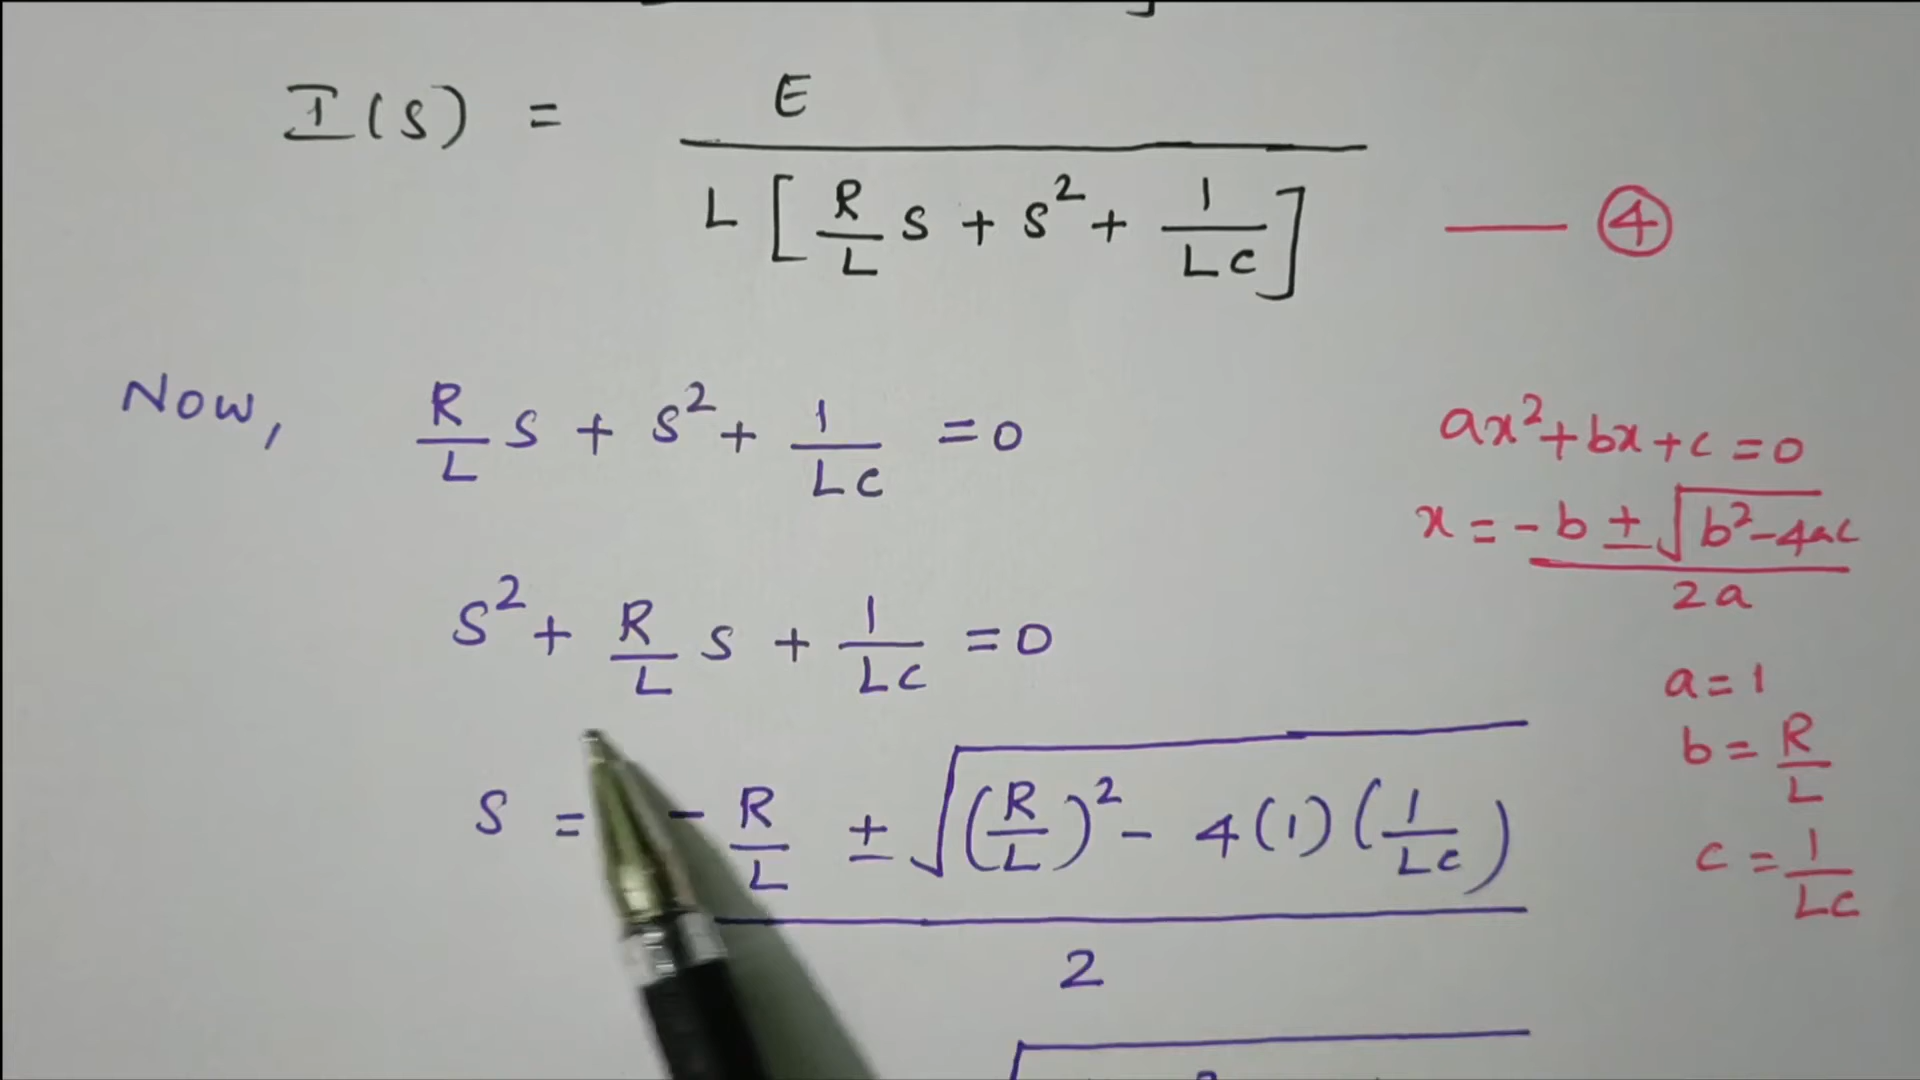 I(S) = E / L [ R/L S + S² + 1/LC ] — ④
Now, R/L S + S² + 1/LC = 0
ax² + bx + c = 0
x = -b ± √(b² - 4ac) / 2a
S² + R/L S + 1/LC = 0
a = 1
b = R/L
S = - R/L ± √((R/L)² - 4(1)(1/LC)) / 2
c = 1/LC